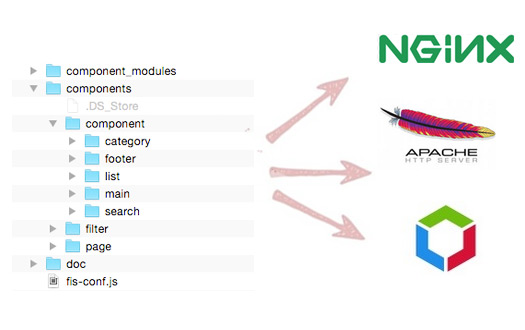 component_modules
components
.DS_Store
component
category
footer
list
main
search
filter
page
doc
fis-conf.js
NGiNX
APACHE
HTTP SERVER